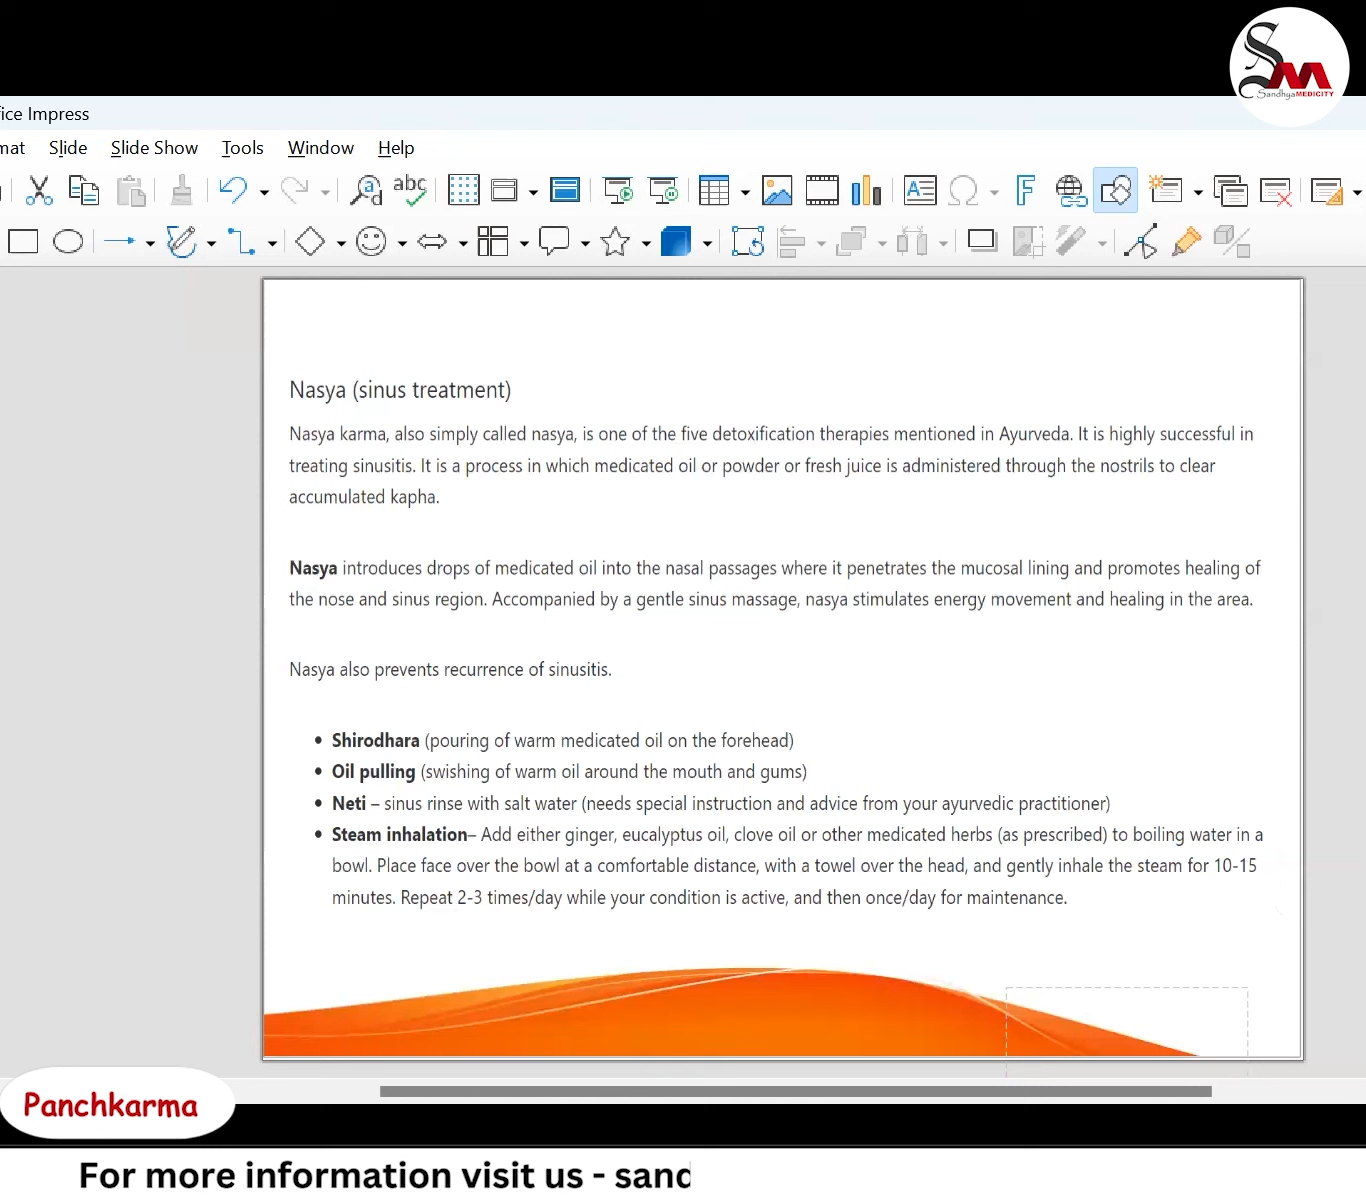 Sandhya MEDICITY
ice Impress
mat Slide Slide Show Tools Window Help
abc
Nasya (sinus treatment)
Nasya karma, also simply called nasya, is one of the five detoxification therapies mentioned in Ayurveda. It is highly successful in
treating sinusitis. It is a process in which medicated oil or powder or fresh juice is administered through the nostrils to clear
accumulated kapha.
Nasya introduces drops of medicated oil into the nasal passages where it penetrates the mucosal lining and promotes healing of
the nose and sinus region. Accompanied by a gentle sinus massage, nasya stimulates energy movement and healing in the area.
Nasya also prevents recurrence of sinusitis.
• Shirodhara (pouring of warm medicated oil on the forehead)
• Oil pulling (swishing of warm oil around the mouth and gums)
• Neti – sinus rinse with salt water (needs special instruction and advice from your ayurvedic practitioner)
• Steam inhalation– Add either ginger, eucalyptus oil, clove oil or other medicated herbs (as prescribed) to boiling water in a
bowl. Place face over the bowl at a comfortable distance, with a towel over the head, and gently inhale the steam for 10-15
minutes. Repeat 2-3 times/day while your condition is active, and then once/day for maintenance.
Panchkarma
For more information visit us - sand